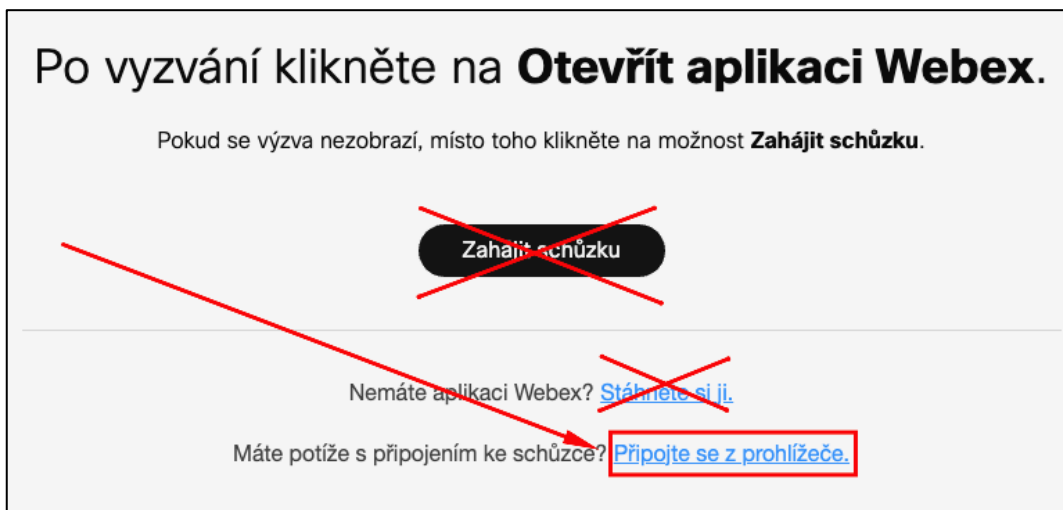 Po vyzvání klikněte na Otevřít aplikaci Webex.
Pokud se výzva nezobrazí, místo toho klikněte na možnost Zahájit schůzku.
Zahájit schůzku
Nemáte aplikaci Webex? Stáhněte si ji.
Máte potíže s připojením ke schůzce? Připojte se z prohlížeče.